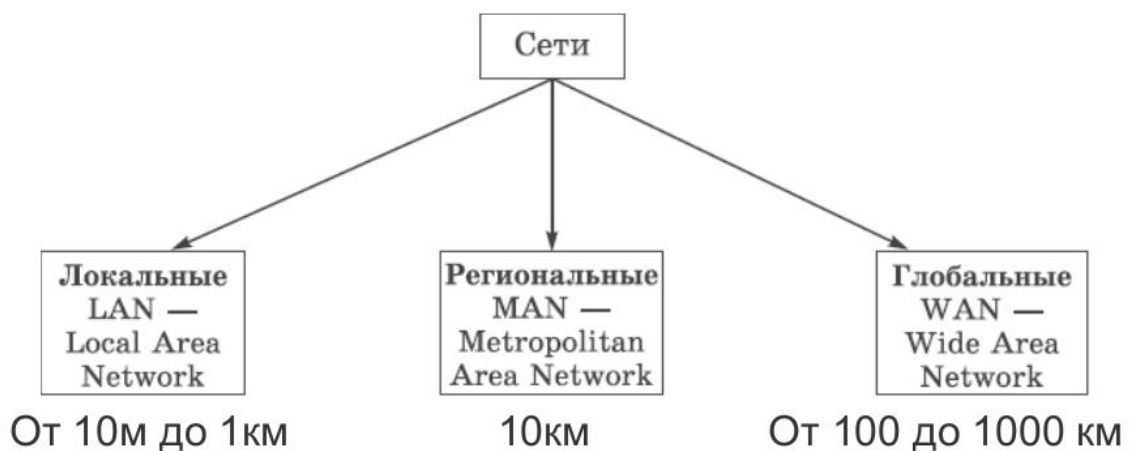 Сети
Локальные
LAN —
Local Area
Network
Региональные
MAN —
Metropolitan
Area Network
Глобальные
WAN —
Wide Area
Network
От 10м до 1км
10км
От 100 до 1000 км